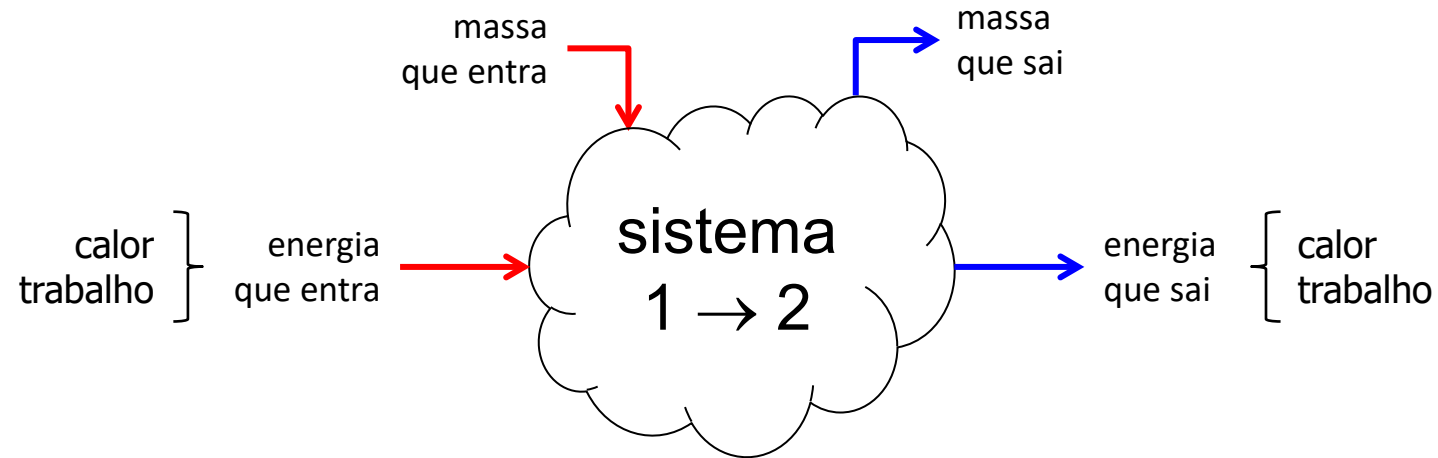 massa
que entra
massa
que sai
calor
trabalho
energia
que entra
sistema
1 → 2
energia
que sai
calor
trabalho